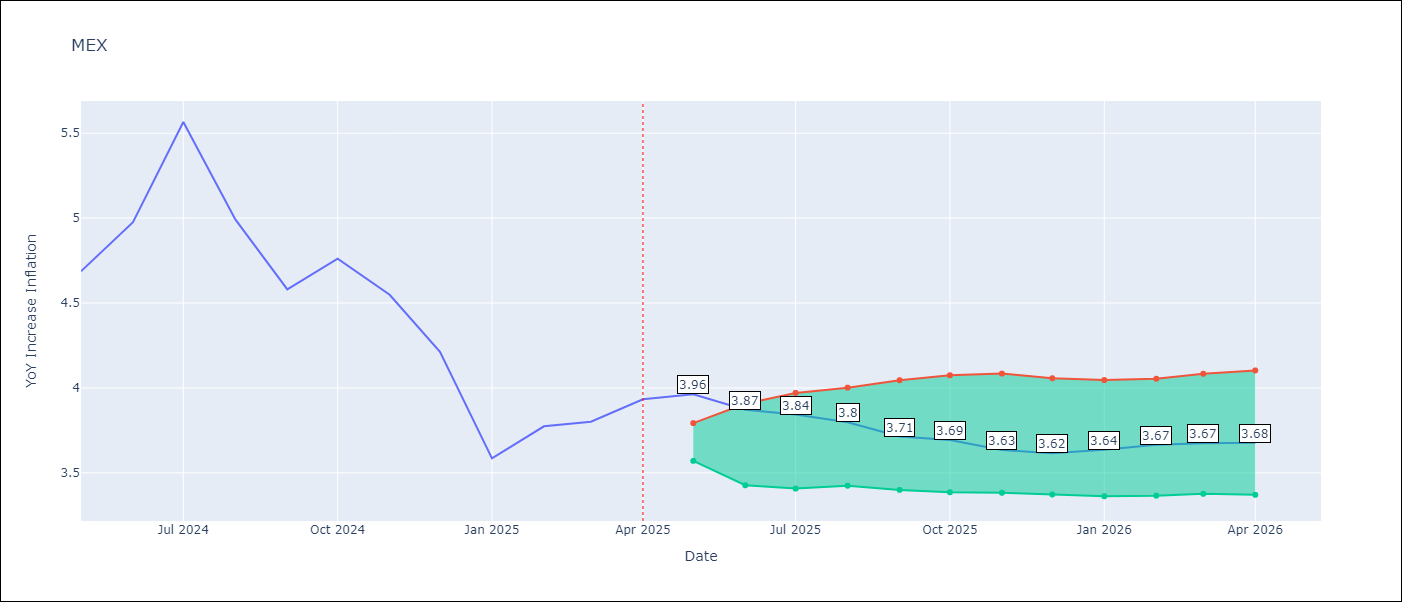 MEX
YoY Increase Inflation
5.5
5
4.5
4
3.5
3.96
3.87
3.84
3.8
3.71
3.69
3.63
3.62
3.64
3.67
3.67
3.68
Jul 2024
Oct 2024
Jan 2025
Apr 2025
Jul 2025
Oct 2025
Jan 2026
Apr 2026
Date